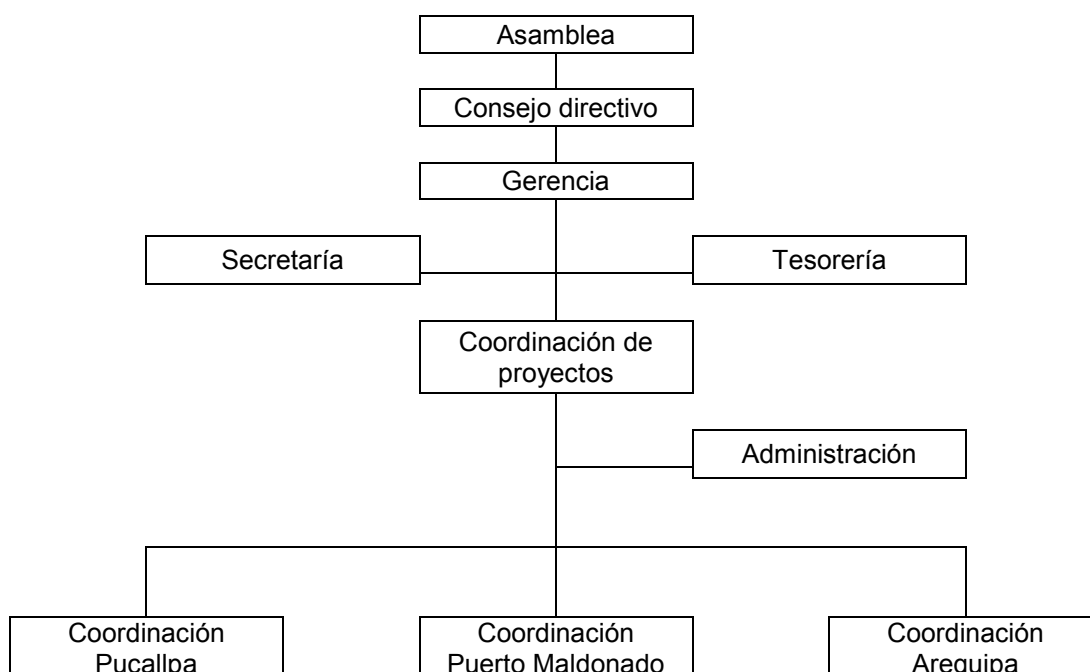 Asamblea
Consejo directivo
Gerencia
Secretaría
Tesorería
Coordinación de
proyectos
Administración
Coordinación
Pucallpa
Coordinación
Puerto Maldonado
Coordinación
Arequipa